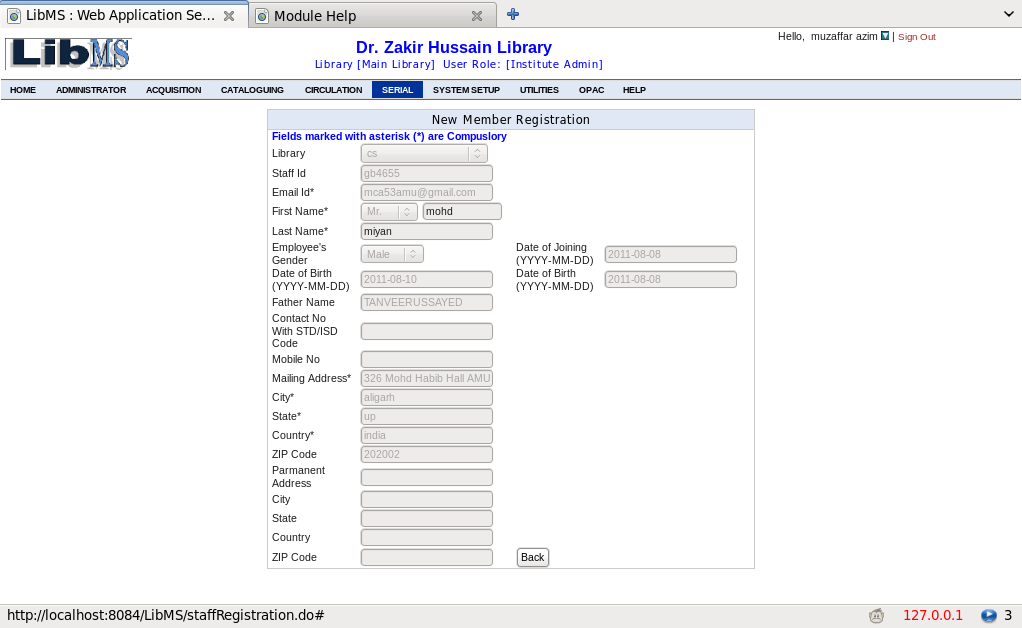 LibMS : Web Application Se... Module Help
LibMS
Hello, muzaffar azim | Sign Out
Dr. Zakir Hussain Library
Library [Main Library] User Role: [Institute Admin]
HOME ADMINISTRATOR ACQUISITION CATALOGUING CIRCULATION SERIAL SYSTEM SETUP UTILITIES OPAC HELP
New Member Registration
Fields marked with asterisk (*) are Compuslory
Library cs
Staff Id gb4655
Email Id* mca53amu@gmail.com
First Name* Mr. mohd
Last Name* miyan
Employee's
Gender Male
Date of Joining
(YYYY-MM-DD) 2011-08-08
Date of Birth
(YYYY-MM-DD) 2011-08-10
Date of Birth
(YYYY-MM-DD) 2011-08-08
Father Name TANVEERUSSAYED
Contact No
With STD/ISD
Code
Mobile No
Mailing Address* 326 Mohd Habib Hall AMU
City* aligarh
State* up
Country* india
ZIP Code 202002
Parmanent
Address
City
State
Country
ZIP Code Back
http://localhost:8084/LibMS/staffRegistration.do# 127.0.0.1 3